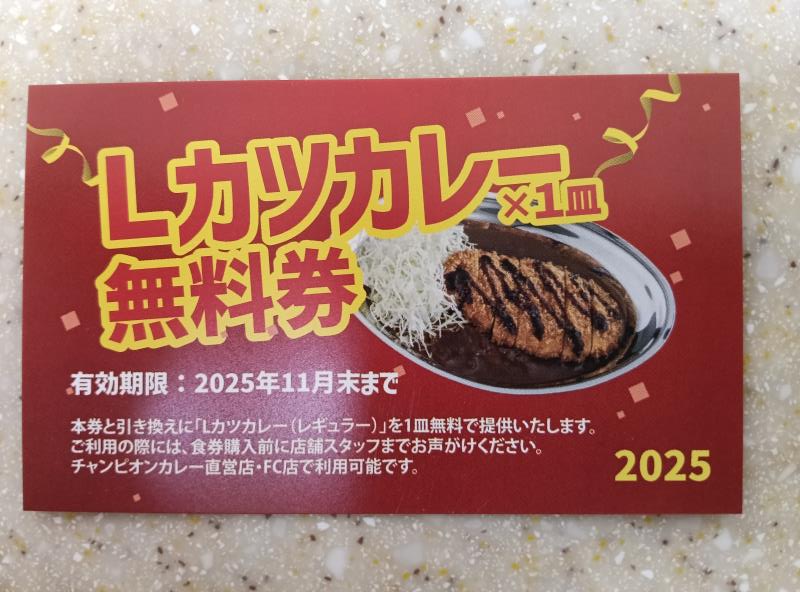 Lカツカレー×1皿
無料券
有効期限：2025年11月末まで
本券と引き換えに「Lカツカレー（レギュラー）」を1皿無料で提供いたします。
ご利用の際には、食券購入前に店舗スタッフまでお声がけください。
チャンピオンカレー直営店・FC店で利用可能です。
2025